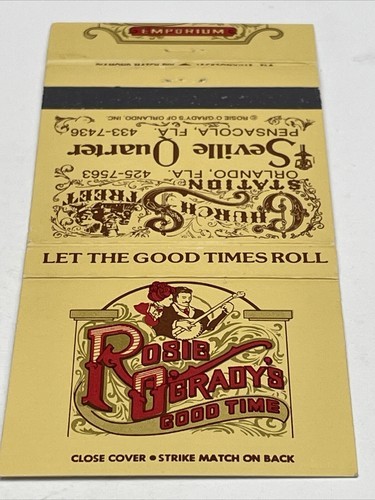 EMPORIUM
CHURCH STREET
STATION
ORLANDO, FLA. 425-7563
Seville Quarter
PENSACOLA, FLA. 433-7436
© ROSIE O'GRADY'S OF ORLANDO, INC
LET THE GOOD TIMES ROLL
ROSIE
O'GRADY'S
GOOD TIME
CLOSE COVER • STRIKE MATCH ON BACK